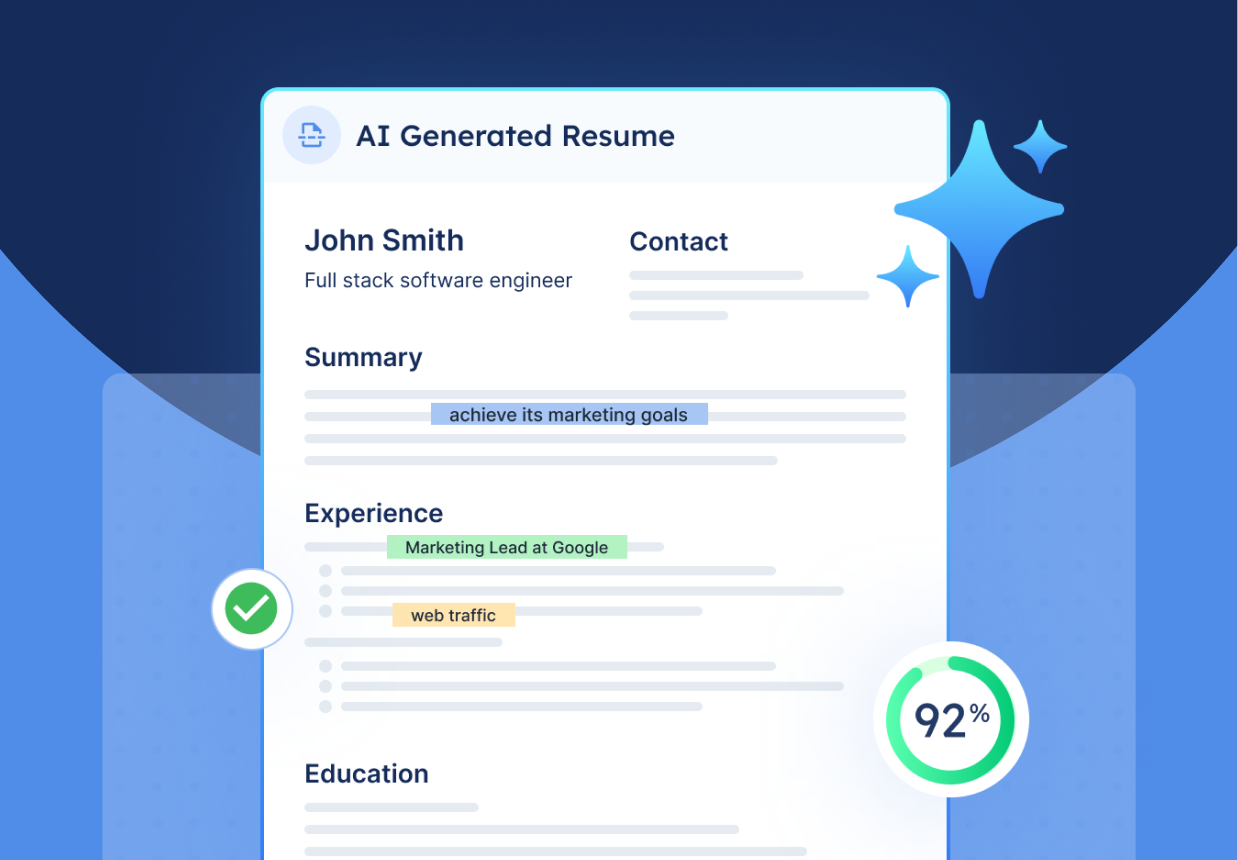 AI Generated Resume
John Smith
Full stack software engineer
Contact
Summary
achieve its marketing goals
Experience
Marketing Lead at Google
web traffic
92%
Education